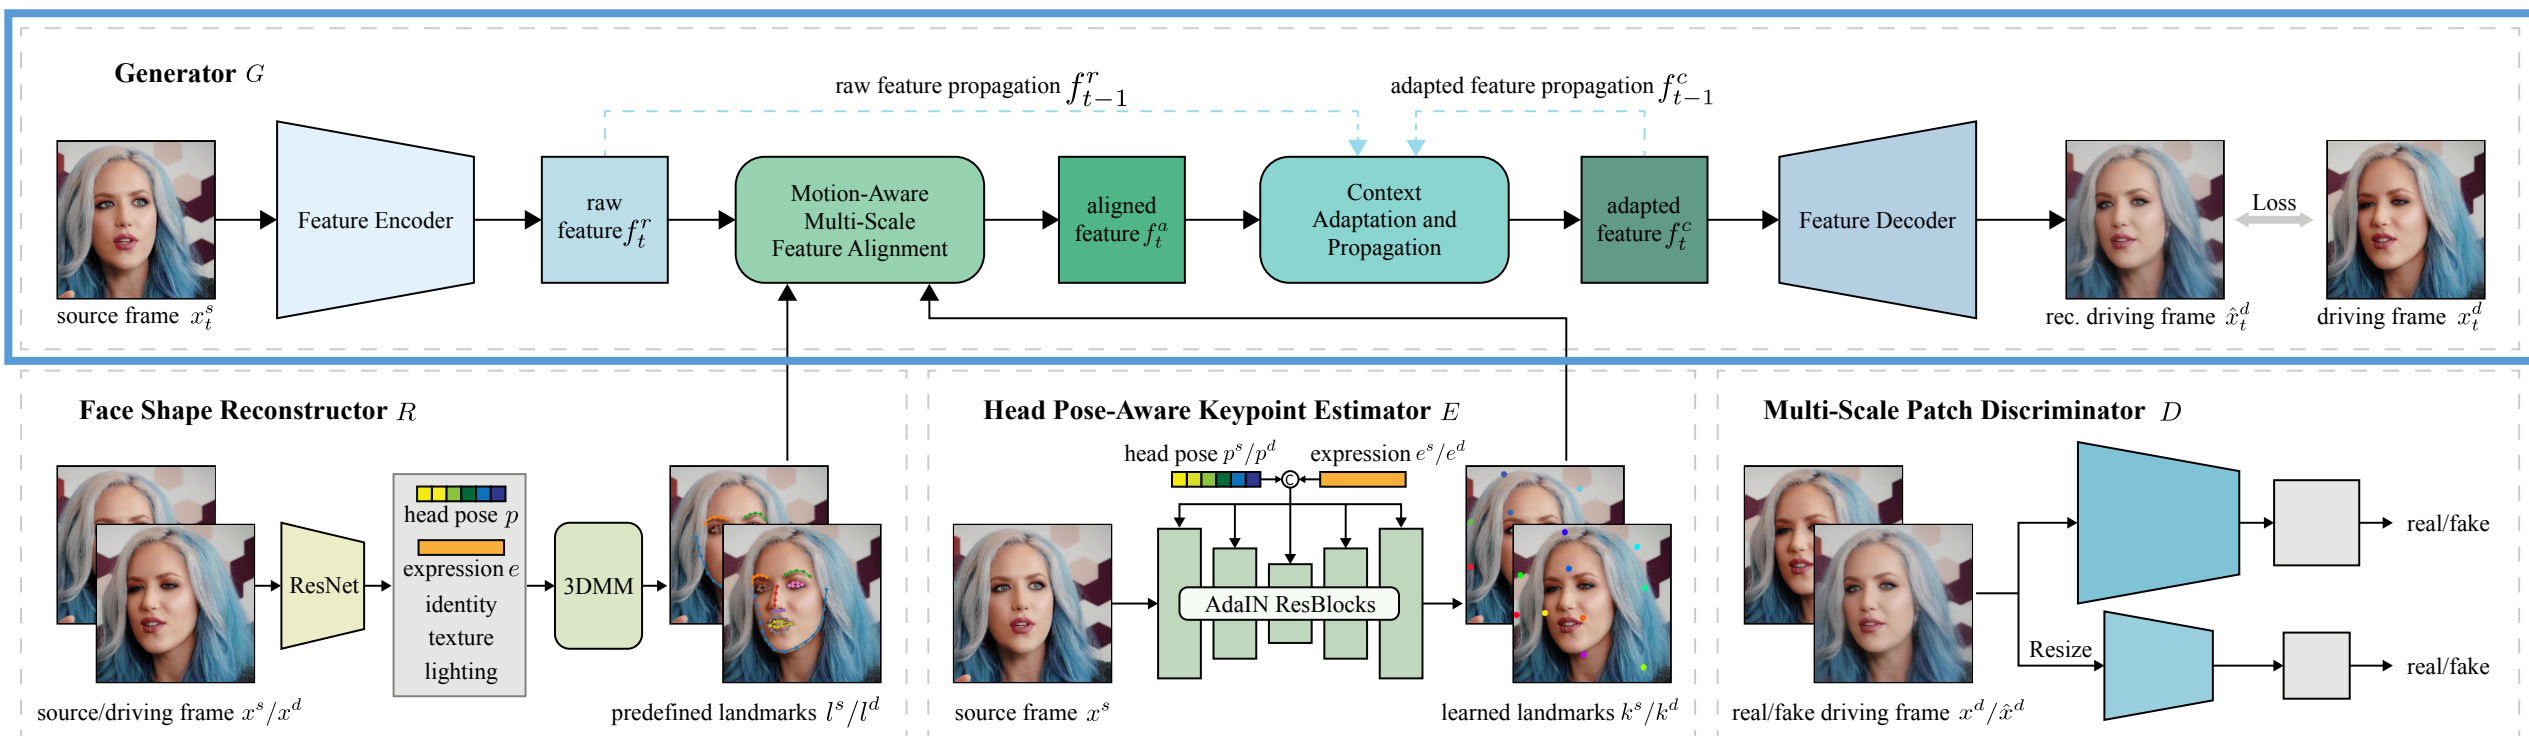 Generator G
raw feature propagation f^r_{t−1}
adapted feature propagation f^c_{t−1}
source frame x^s_t
Feature Encoder
raw
feature f^r_t
Motion-Aware
Multi-Scale
Feature Alignment
aligned
feature f^a_t
Context
Adaptation and
Propagation
adapted
feature f^c_t
Feature Decoder
rec. driving frame x̂^d_t
Loss
driving frame x^d_t
Face Shape Reconstructor R
source/driving frame x^s/x^d
ResNet
head pose p
expression e
identity
texture
lighting
3DMM
predefined landmarks l^s/l^d
Head Pose-Aware Keypoint Estimator E
head pose p^s/p^d
C
expression e^s/e^d
source frame x^s
AdaIN ResBlocks
learned landmarks k^s/k^d
Multi-Scale Patch Discriminator D
real/fake driving frame x^d/x̂^d
Resize
real/fake
real/fake